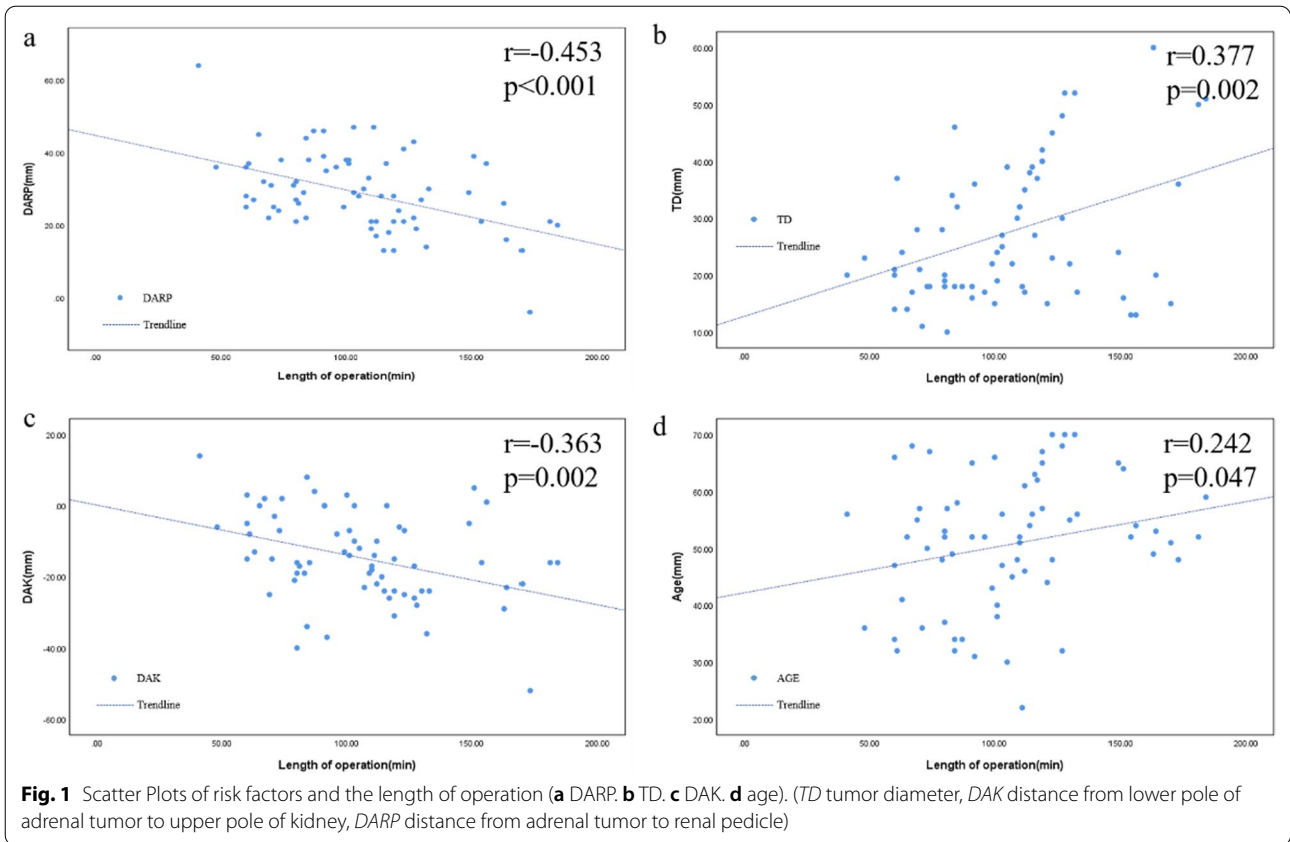 a
r=-0.453
p<0.001
60.00
40.00
20.00
.00
DARP(mm)
DARP
Trendline
.00 50.00 100.00 150.00 200.00
Length of operation(min)
b
r=0.377
p=0.002
60.00
50.00
40.00
30.00
20.00
10.00
TD(mm)
TD
Trendline
.00 50.00 100.00 150.00 200.00
Length of operation(min)
c
r=-0.363
p=0.002
20.00
.00
-20.00
-40.00
-60.00
DAK(mm)
DAK
Trendline
.00 50.00 100.00 150.00 200.00
Length of operation(min)
d
r=0.242
p=0.047
70.00
60.00
50.00
40.00
30.00
20.00
Age(mm)
AGE
Trendline
.00 50.00 100.00 150.00 200.00
Length of operation(min)
Fig. 1 Scatter Plots of risk factors and the length of operation (a DARP. b TD. c DAK. d age). (TD tumor diameter, DAK distance from lower pole of
adrenal tumor to upper pole of kidney, DARP distance from adrenal tumor to renal pedicle)